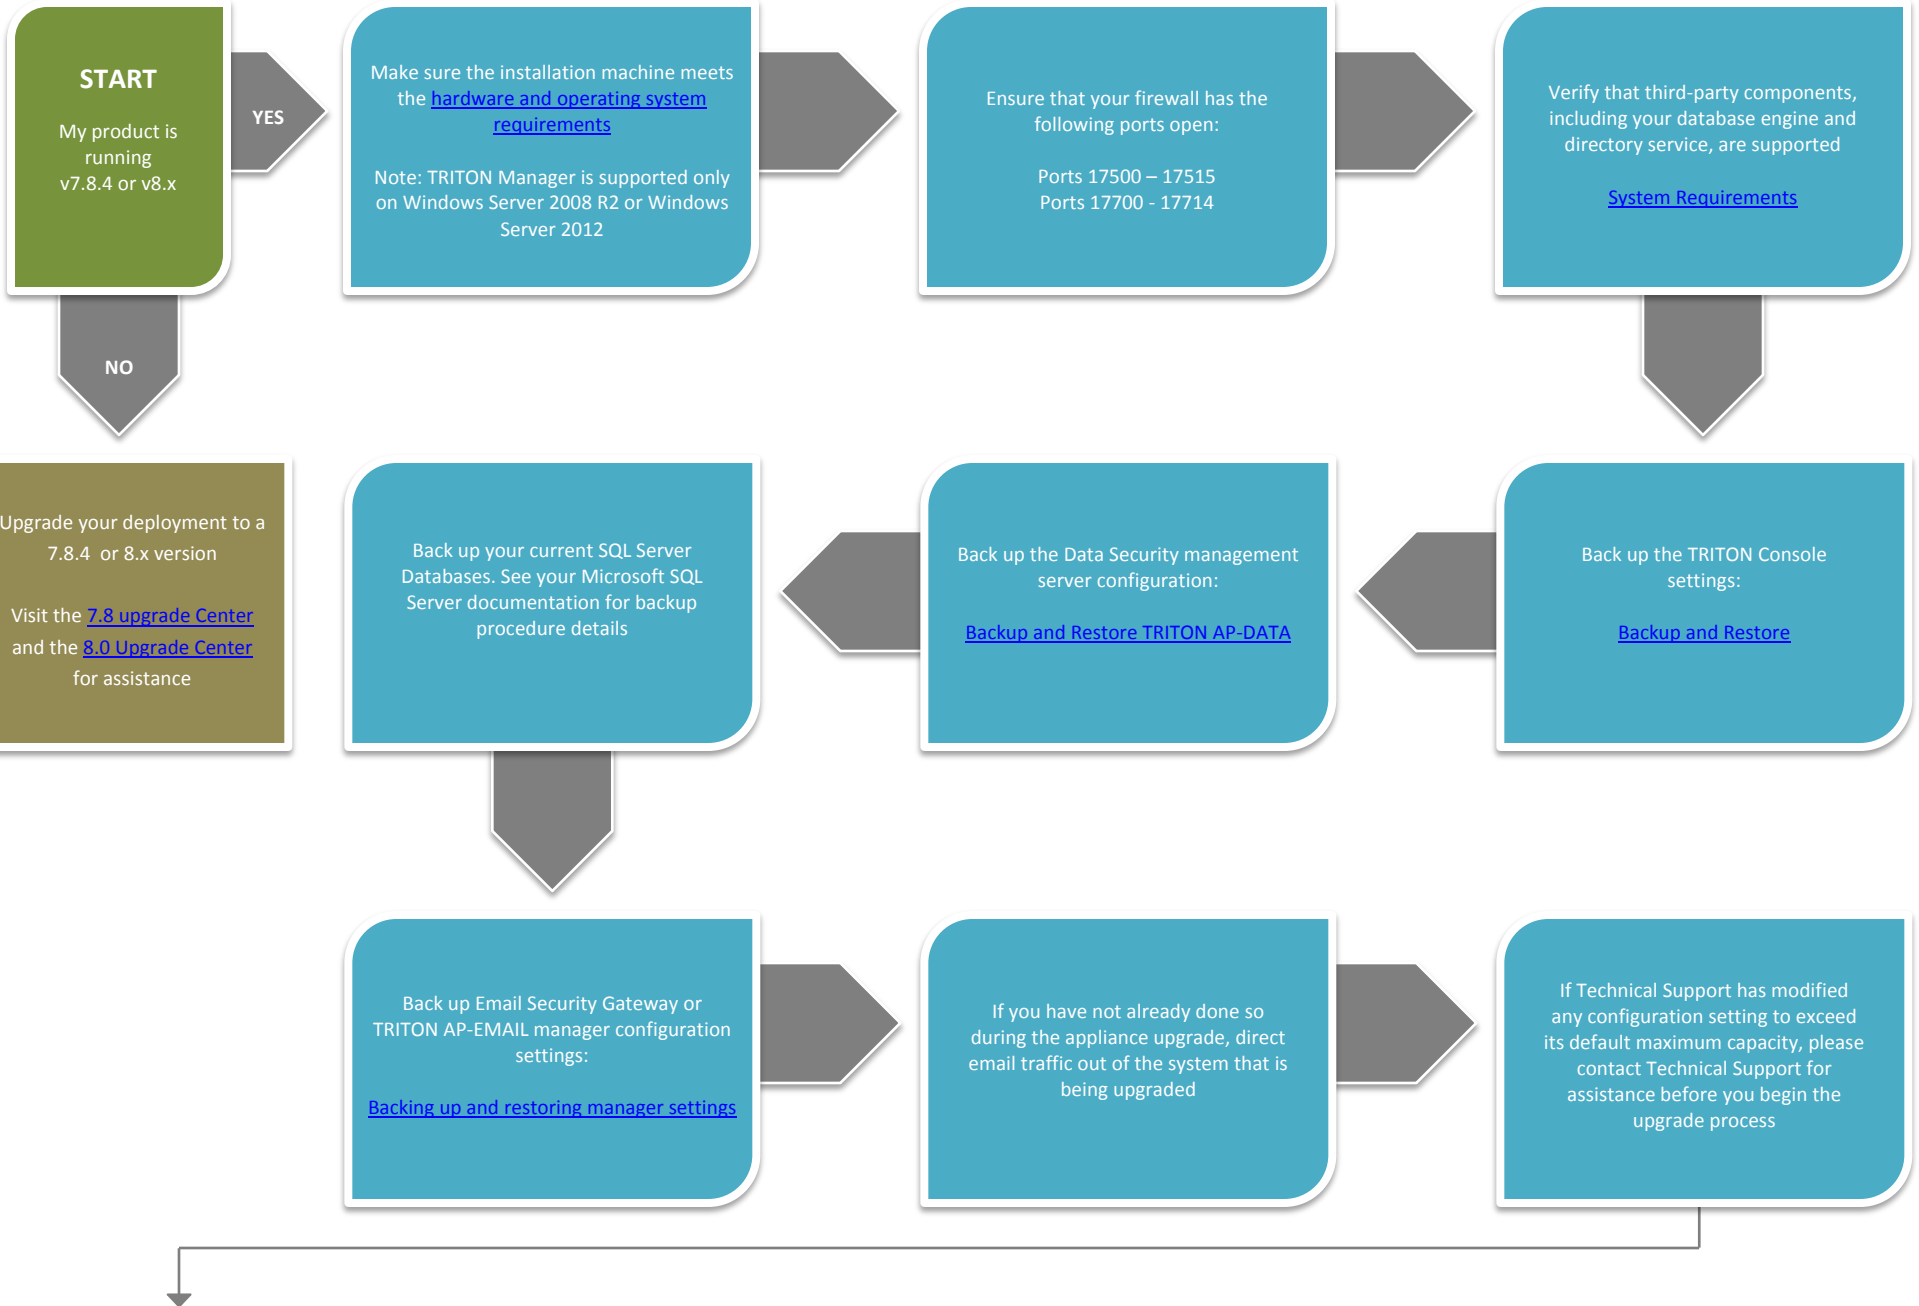 START
My product is
running
v7.8.4 or v8.x
YES
NO
Make sure the installation machine meets
the hardware and operating system
requirements
Note: TRITON Manager is supported only
on Windows Server 2008 R2 or Windows
Server 2012
Ensure that your firewall has the
following ports open:
Ports 17500 – 17515
Ports 17700 - 17714
Verify that third-party components,
including your database engine and
directory service, are supported
System Requirements
Upgrade your deployment to a
7.8.4 or 8.x version
Visit the 7.8 upgrade Center
and the 8.0 Upgrade Center
for assistance
Back up the TRITON Console
settings:
Backup and Restore
Back up the Data Security management
server configuration:
Backup and Restore TRITON AP-DATA
Back up your current SQL Server
Databases. See your Microsoft SQL
Server documentation for backup
procedure details
Back up Email Security Gateway or
TRITON AP-EMAIL manager configuration
settings:
Backing up and restoring manager settings
If you have not already done so
during the appliance upgrade, direct
email traffic out of the system that is
being upgraded
If Technical Support has modified
any configuration setting to exceed
its default maximum capacity, please
contact Technical Support for
assistance before you begin the
upgrade process